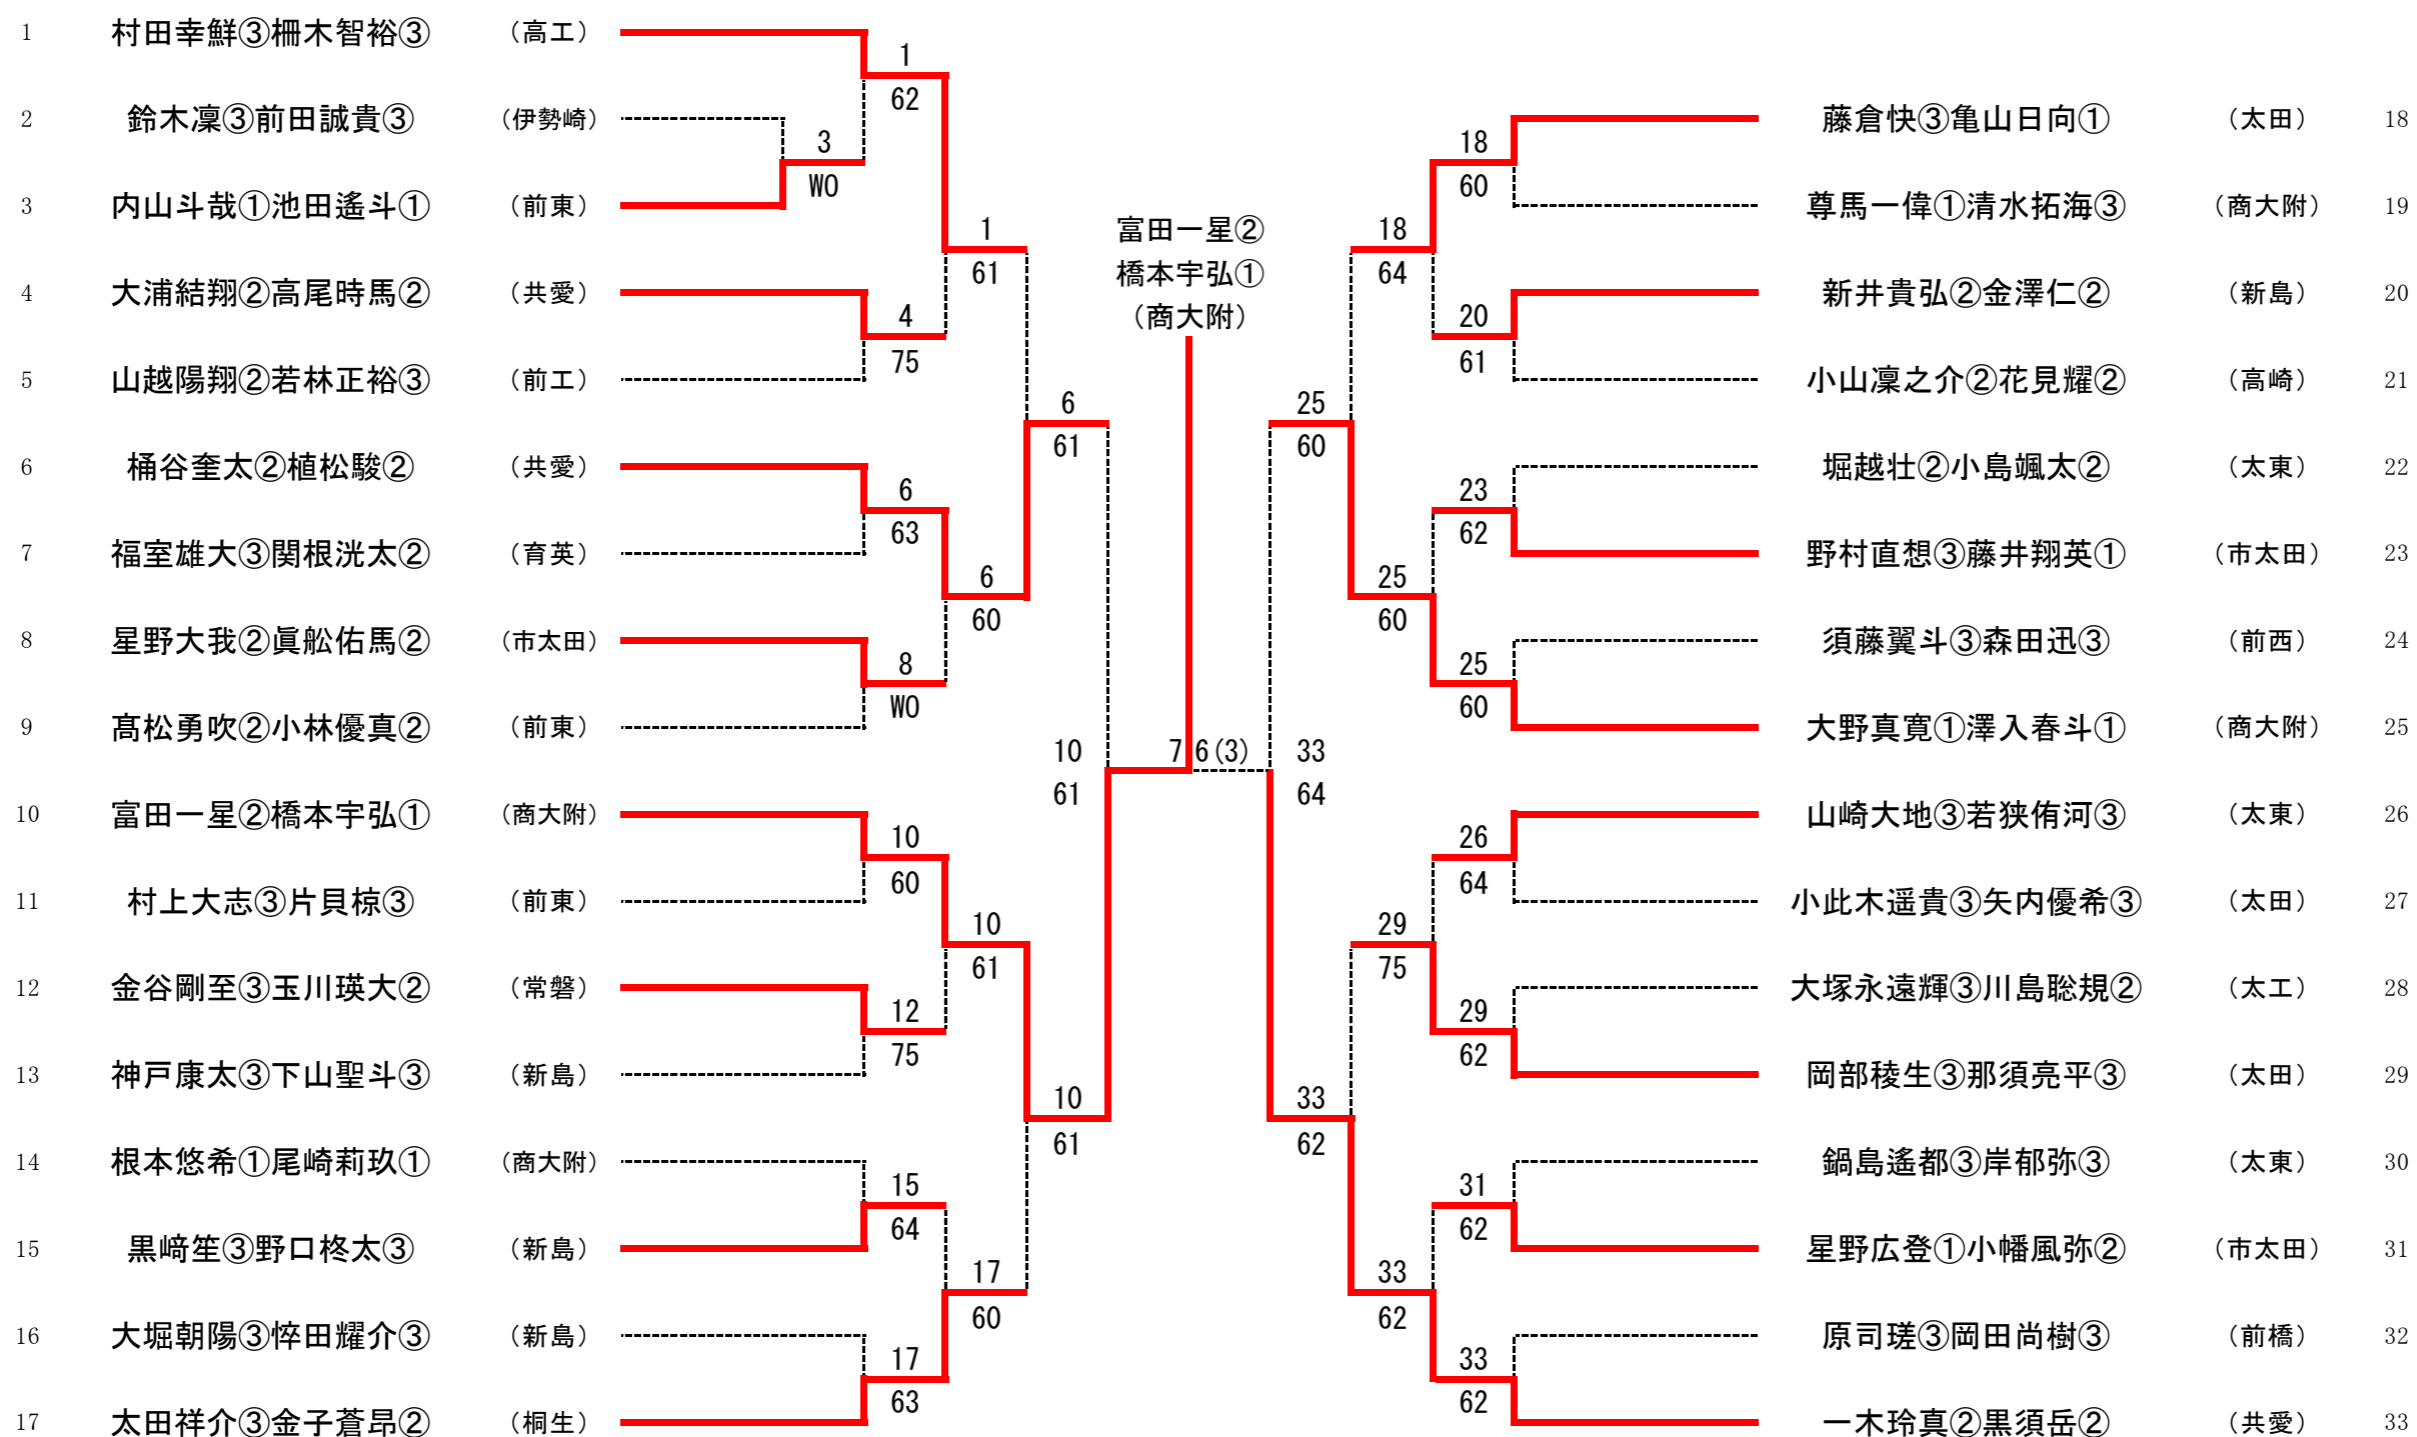 1 村田幸鮮③柵木智裕③ (高工)
2 鈴木凜③前田誠貴③ (伊勢崎)
3 内山斗哉①池田遙斗① (前東)
4 大浦結翔②高尾時馬② (共愛)
5 山越陽翔②若林正裕③ (前工)
6 桶谷奎太②植松駿② (共愛)
7 福室雄大③関根洸太② (育英)
8 星野大我②眞舩佑馬② (市太田)
9 髙松勇吹②小林優真② (前東)
10 富田一星②橋本宇弘① (商大附)
11 村上大志③片貝椋③ (前東)
12 金谷剛至③玉川瑛大② (常磐)
13 神戸康太③下山聖斗③ (新島)
14 根本悠希①尾崎莉玖① (商大附)
15 黒﨑笙③野口柊太③ (新島)
16 大堀朝陽③悴田耀介③ (新島)
17 太田祥介③金子蒼昂② (桐生)
3
WO
1
62
4
75
6
63
8
WO
10
60
12
75
15
64
17
63
1
61
6
60
10
61
17
60
6
61
10
61
10
61
富田一星②
橋本宇弘①
(商大附)
7 6(3)
33
64
25
60
33
62
18
64
25
60
29
75
33
62
18
60
20
61
23
62
25
60
26
64
29
62
31
62
33
62
藤倉快③亀山日向① (太田) 18
尊馬一偉①清水拓海③ (商大附) 19
新井貴弘②金澤仁② (新島) 20
小山凜之介②花見耀② (高崎) 21
堀越壮②小島颯太② (太東) 22
野村直想③藤井翔英① (市太田) 23
須藤翼斗③森田迅③ (前西) 24
大野真寛①澤入春斗① (商大附) 25
山崎大地③若狭侑河③ (太東) 26
小此木遥貴③矢内優希③ (太田) 27
大塚永遠輝③川島聡規② (太工) 28
岡部稜生③那須亮平③ (太田) 29
鍋島遙都③岸郁弥③ (太東) 30
星野広登①小幡風弥② (市太田) 31
原司瑳③岡田尚樹③ (前橋) 32
一木玲真②黒須岳② (共愛) 33